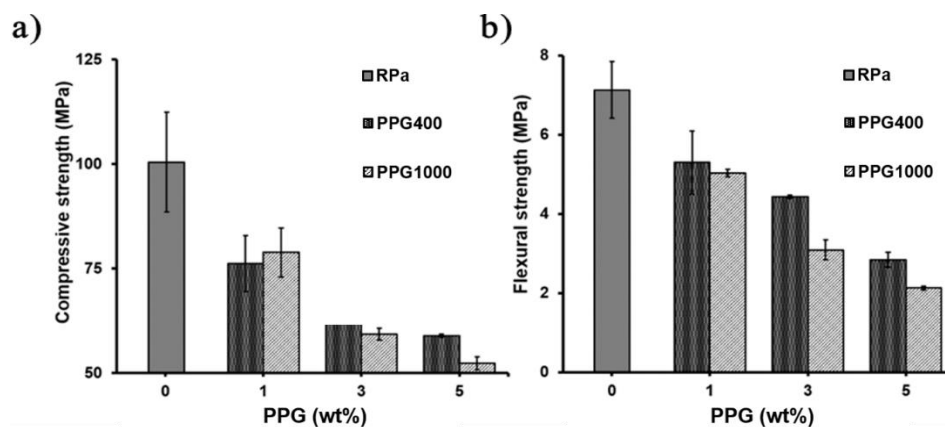 a)
125
100
75
50
Compressive strength (MPa)
RPa
PPG400
PPG1000
0 1 3 5
PPG (wt%)
b)
8
6
4
2
0
Flexural strength (MPa)
RPa
PPG400
PPG1000
0 1 3 5
PPG (wt%)